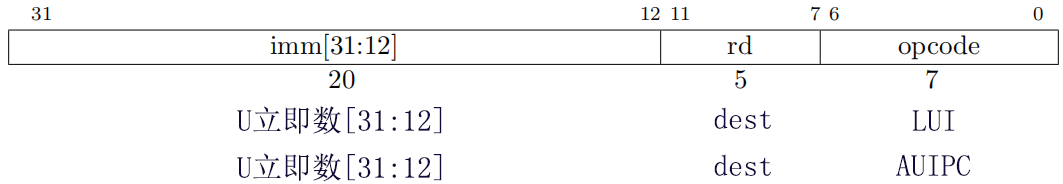 31 12 11 7 6 0
imm[31:12] rd opcode
20 5 7
U立即数[31:12] dest LUI
U立即数[31:12] dest AUIPC